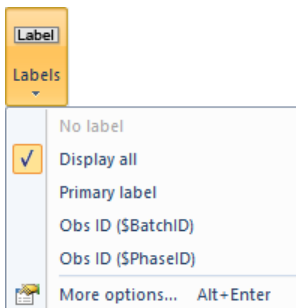 Label
Labels
No label
Display all
Primary label
Obs ID ($BatchID)
Obs ID ($PhaseID)
More options... Alt+Enter